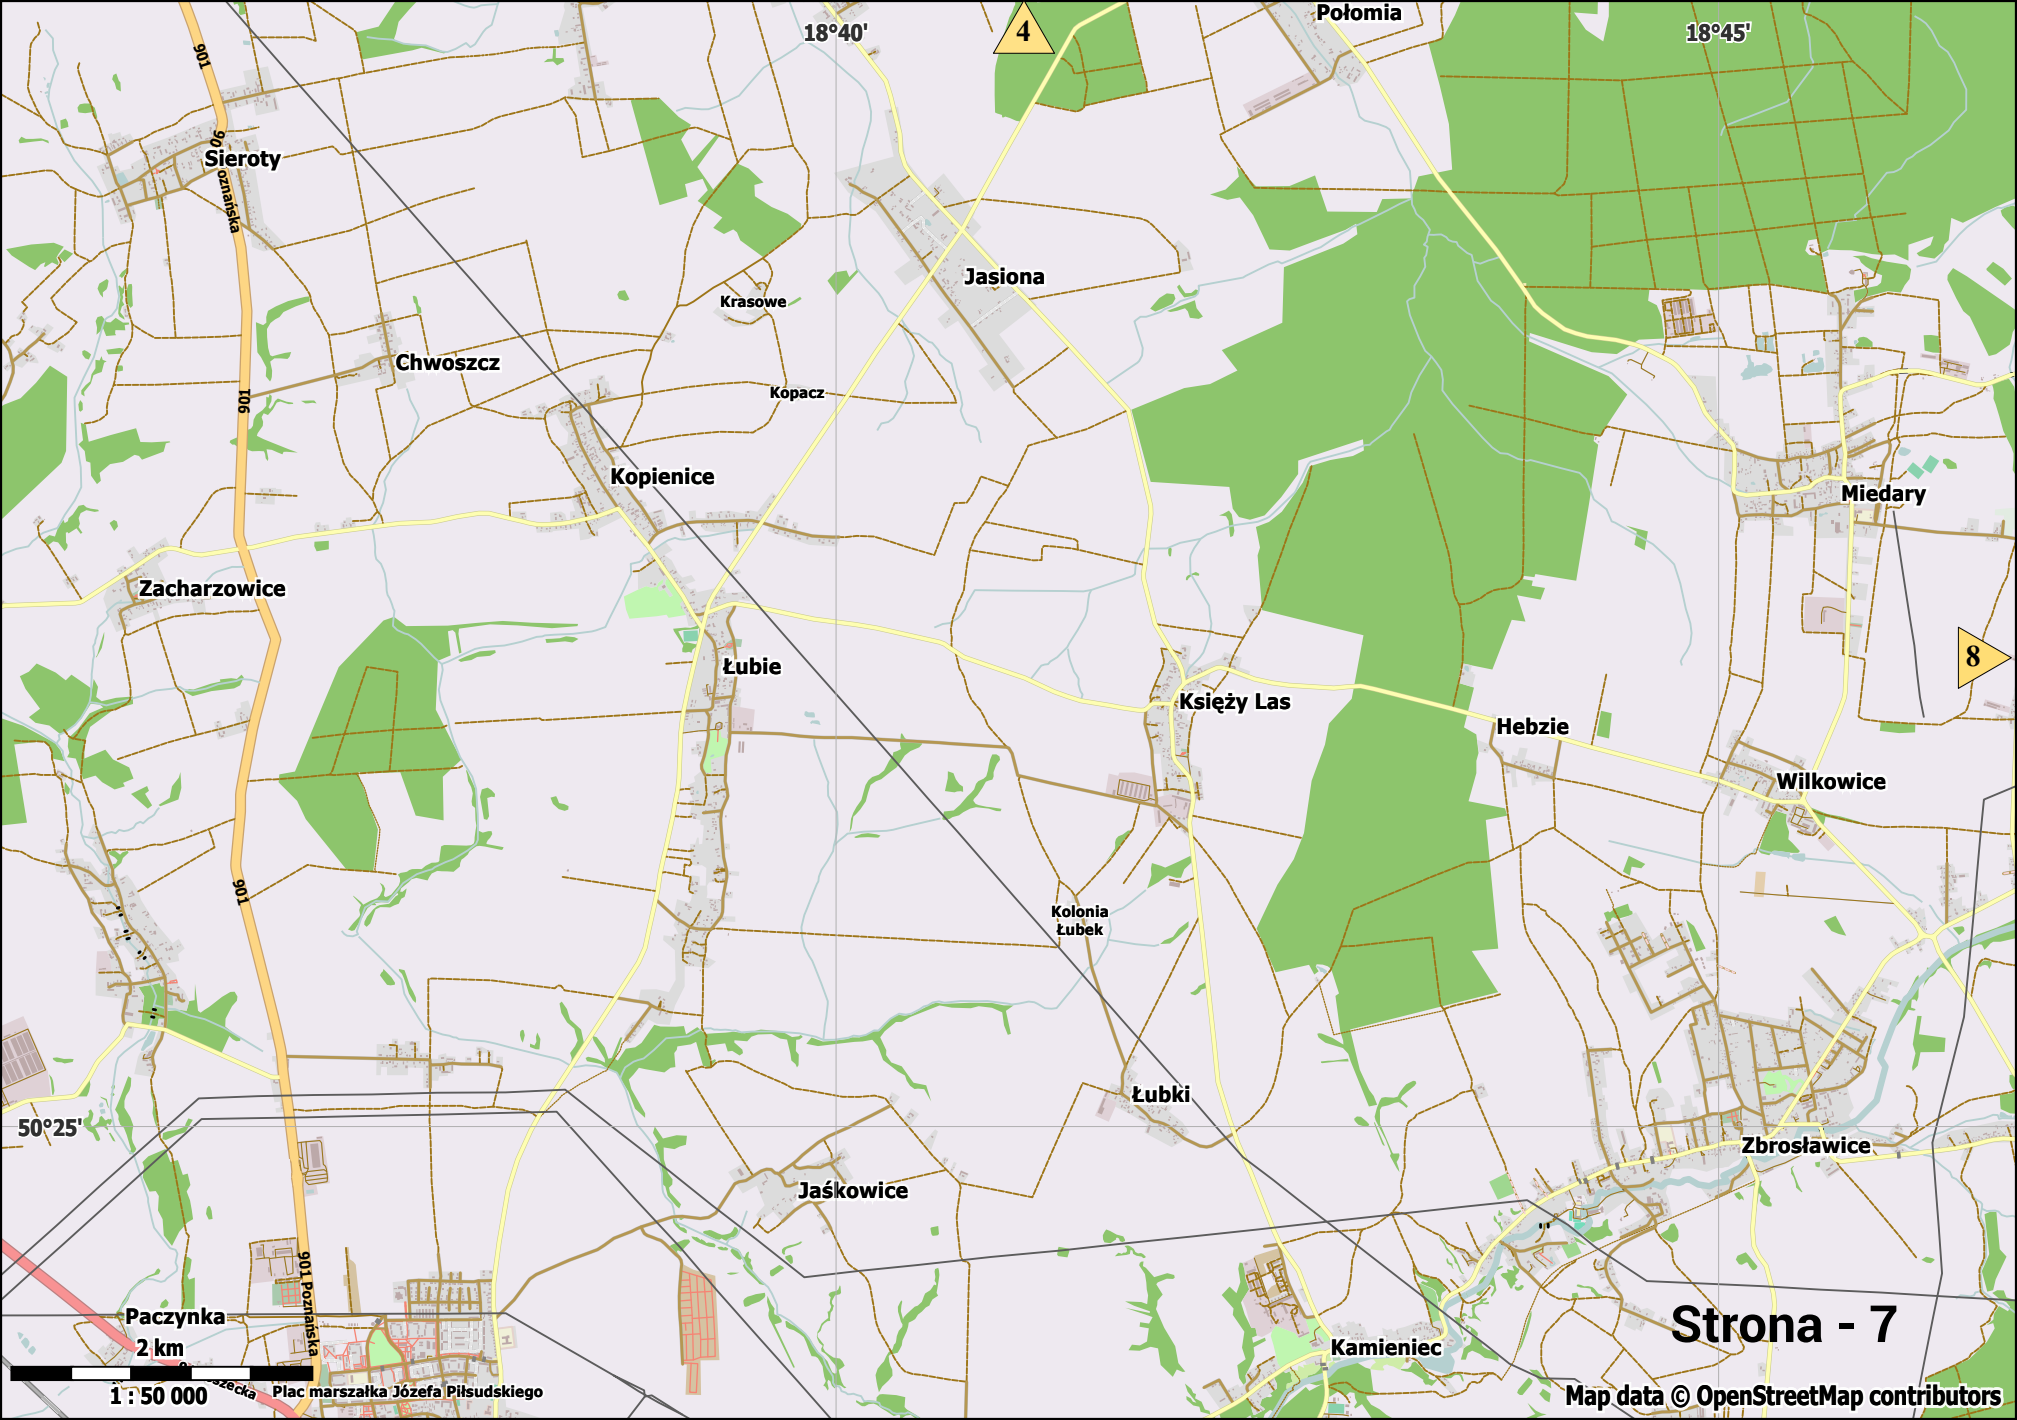 Połomia
18°40'
4
18°45'
901
Sieroty
901
Poznańska
Jasiona
Krasowe
Chwoszcz
Kopacz
901
Kopienice
Miedary
Zacharzowice
8
Łubie
Księży Las
Hebzie
Wilkowice
901
Kolonia
Łubek
Łubki
50°25'
Zbrosławice
Jaśkowice
901 Poznańska
Paczynka
Strona - 7
2 km
Kamieniec
1 : 50 000
Plac marszałka Józefa Piłsudskiego
Map data © OpenStreetMap contributors